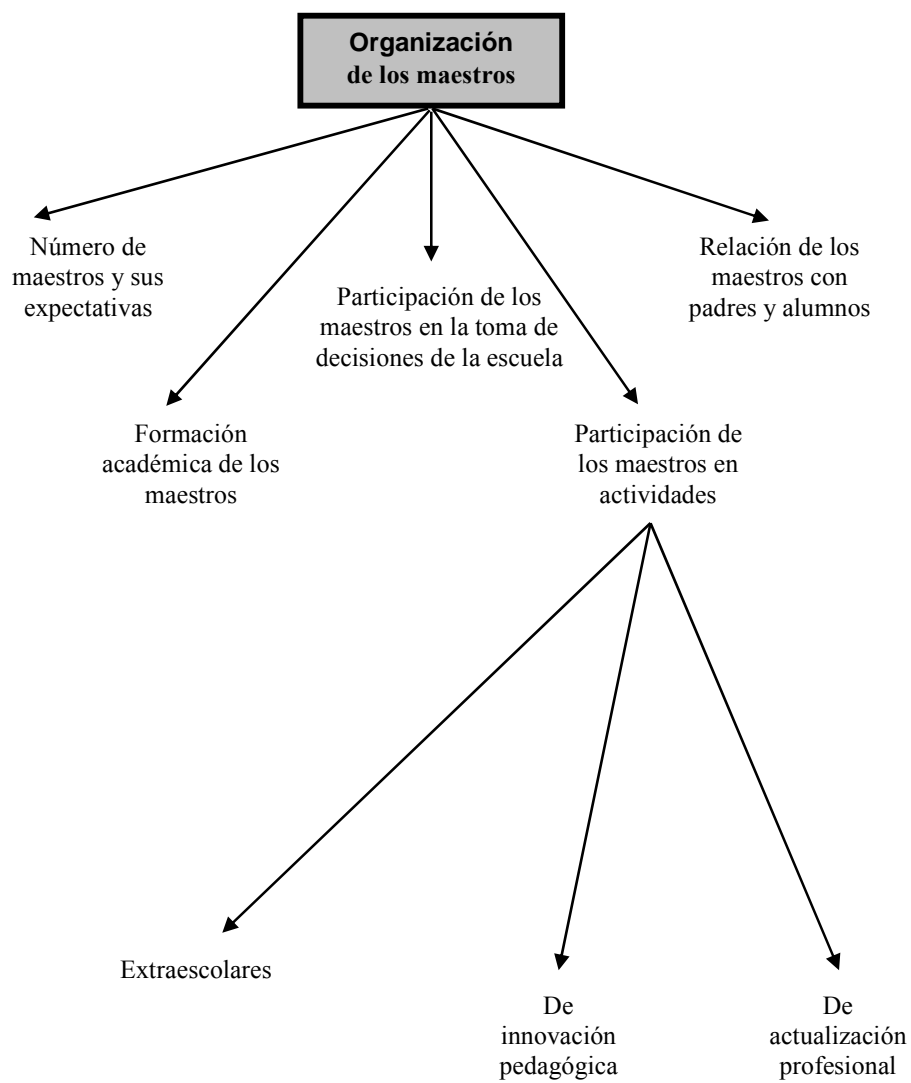 Organización
de los maestros
Número de
maestros y sus
expectativas
Relación de los
maestros con
padres y alumnos
Participación de los
maestros en la toma de
decisiones de la escuela
Formación
académica de los
maestros
Participación de
los maestros en
actividades
Extraescolares
De
innovación
pedagógica
De
actualización
profesional